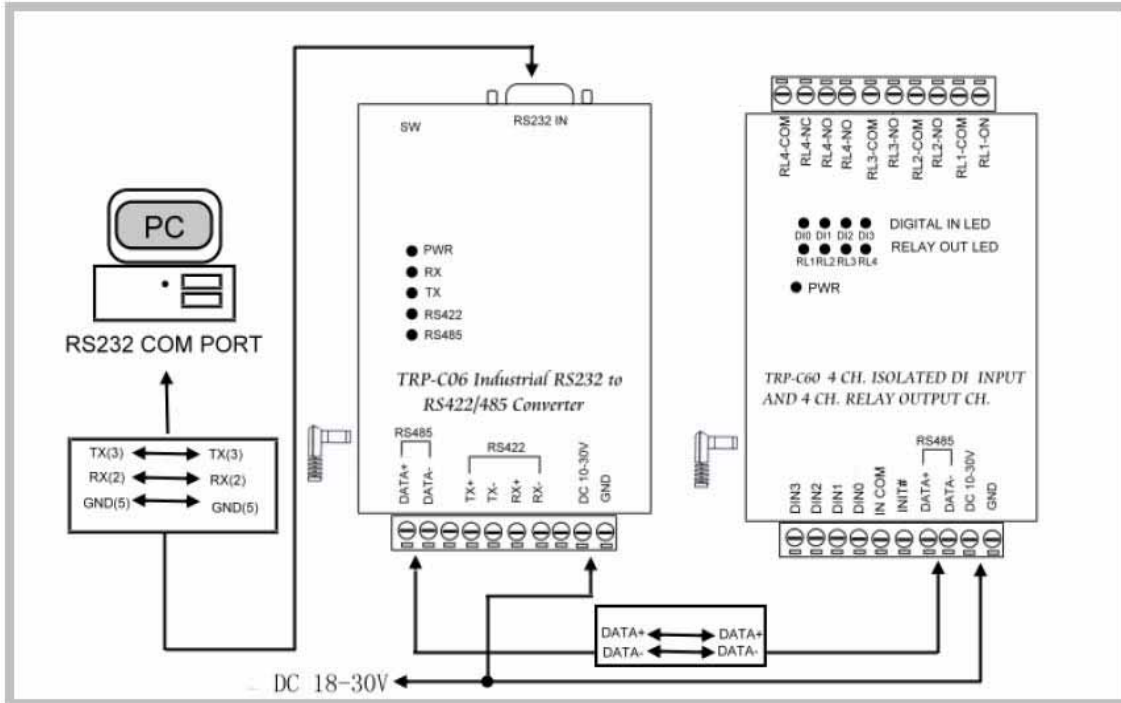 SW
RS232 IN
PWR
RX
TX
RS422
RS485
TRP-C06 Industrial RS232 to
RS422/485 Converter
RS485
RS422
DATA+
DATA-
TX+
TX-
RX+
RX-
DC 10-30V
GND
PC
RS232 COM PORT
TX(3) TX(3)
RX(2) RX(2)
GND(5) GND(5)
RL4-COM
RL4-NC
RL4-NO
RL4-NO
RL3-COM
RL3-NO
RL2-COM
RL2-NO
RL1-COM
RL1-ON
DIGITAL IN LED
DI0 DI1 DI2 DI3
RELAY OUT LED
RL1 RL2 RL3 RL4
PWR
TRP-C60 4 CH. ISOLATED DI INPUT
AND 4 CH. RELAY OUTPUT CH.
RS485
DIN3
DIN2
DIN1
DIN0
IN COM
INIT#
DATA+
DATA-
DC 10-30V
GND
DATA+ DATA+
DATA- DATA-
DC 18-30V